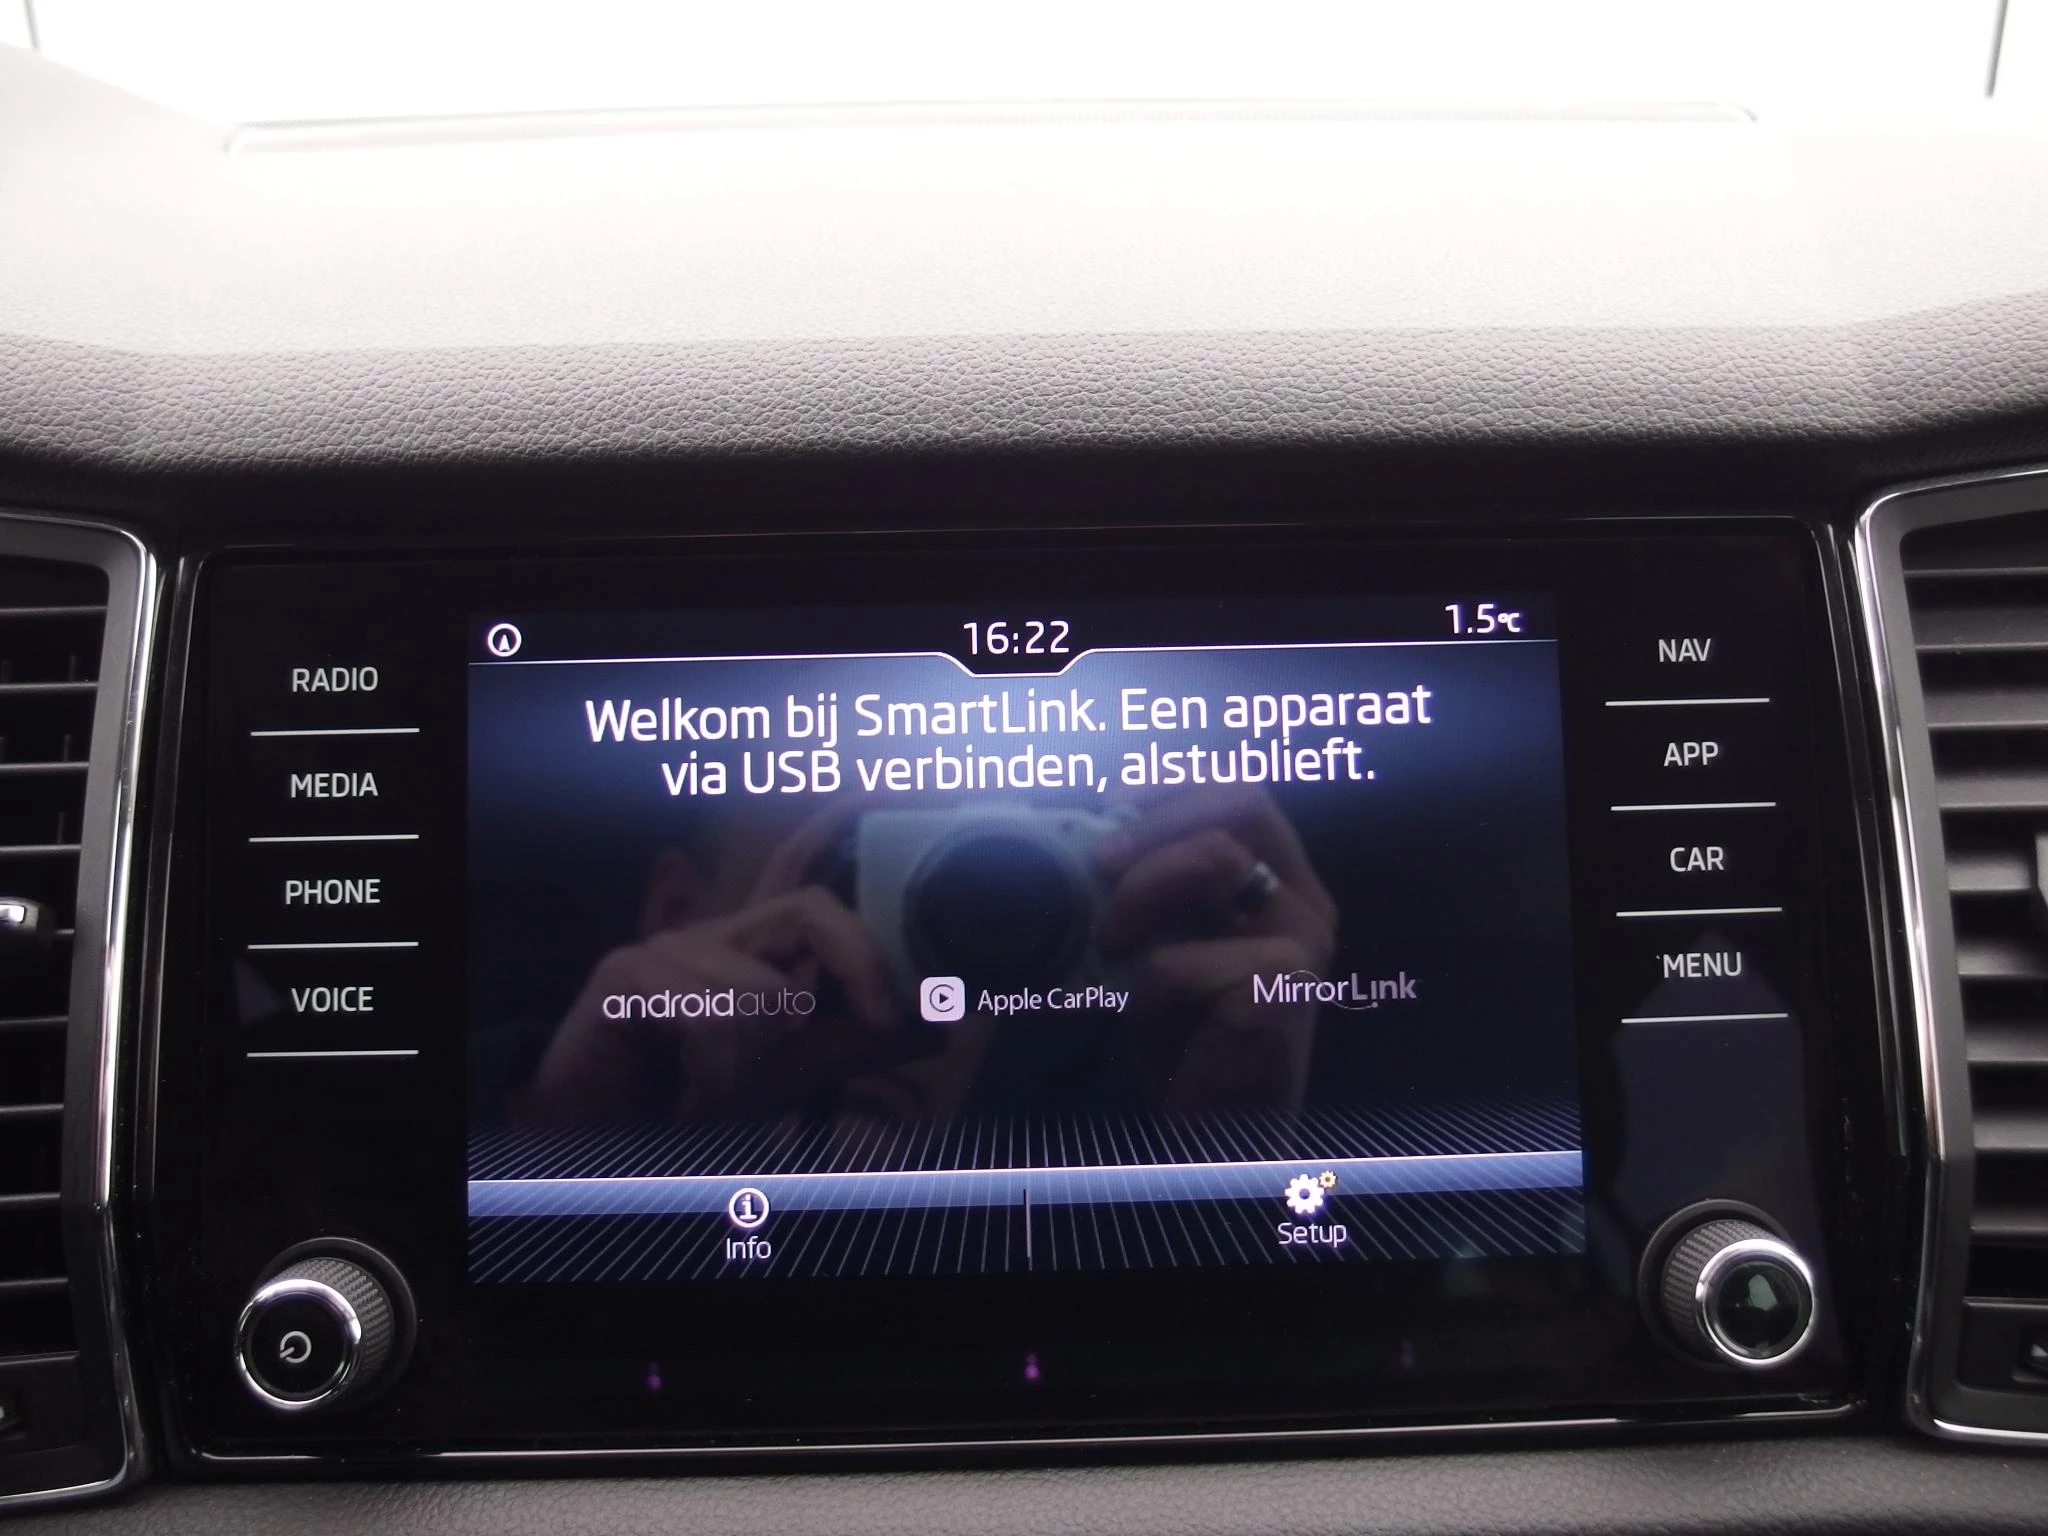 16:22
1.5°C
RADIO
MEDIA
PHONE
VOICE
Welkom bij SmartLink. Een apparaat
via USB verbinden, alstublieft.
androidauto
Apple CarPlay
MirrorLink
Info
Setup
NAV
APP
CAR
MENU